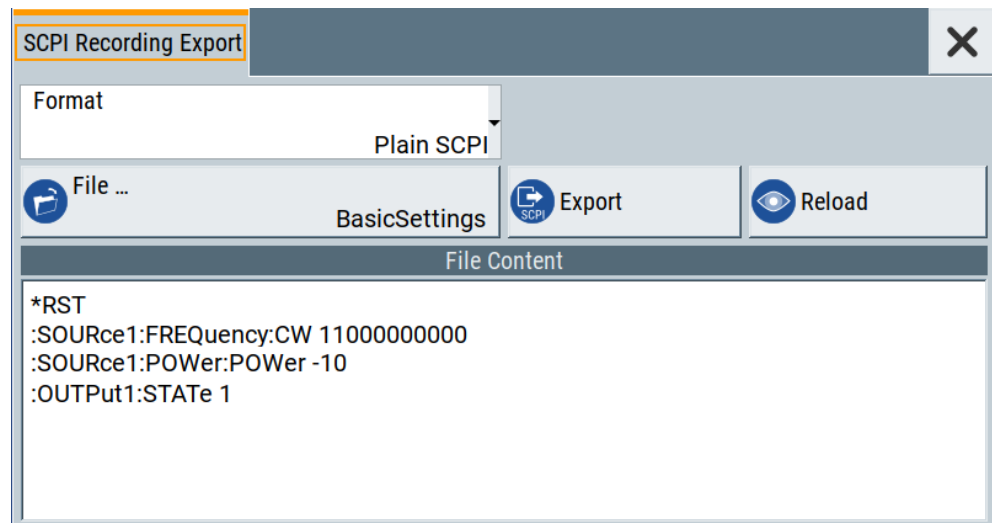 SCPI Recording Export
Format
Plain SCPI
File ...
BasicSettings
SCPI
Export
Reload
File Content
*RST
:SOURce1:FREQuency:CW 11000000000
:SOURce1:POWer:POWer -10
:OUTPut1:STATe 1